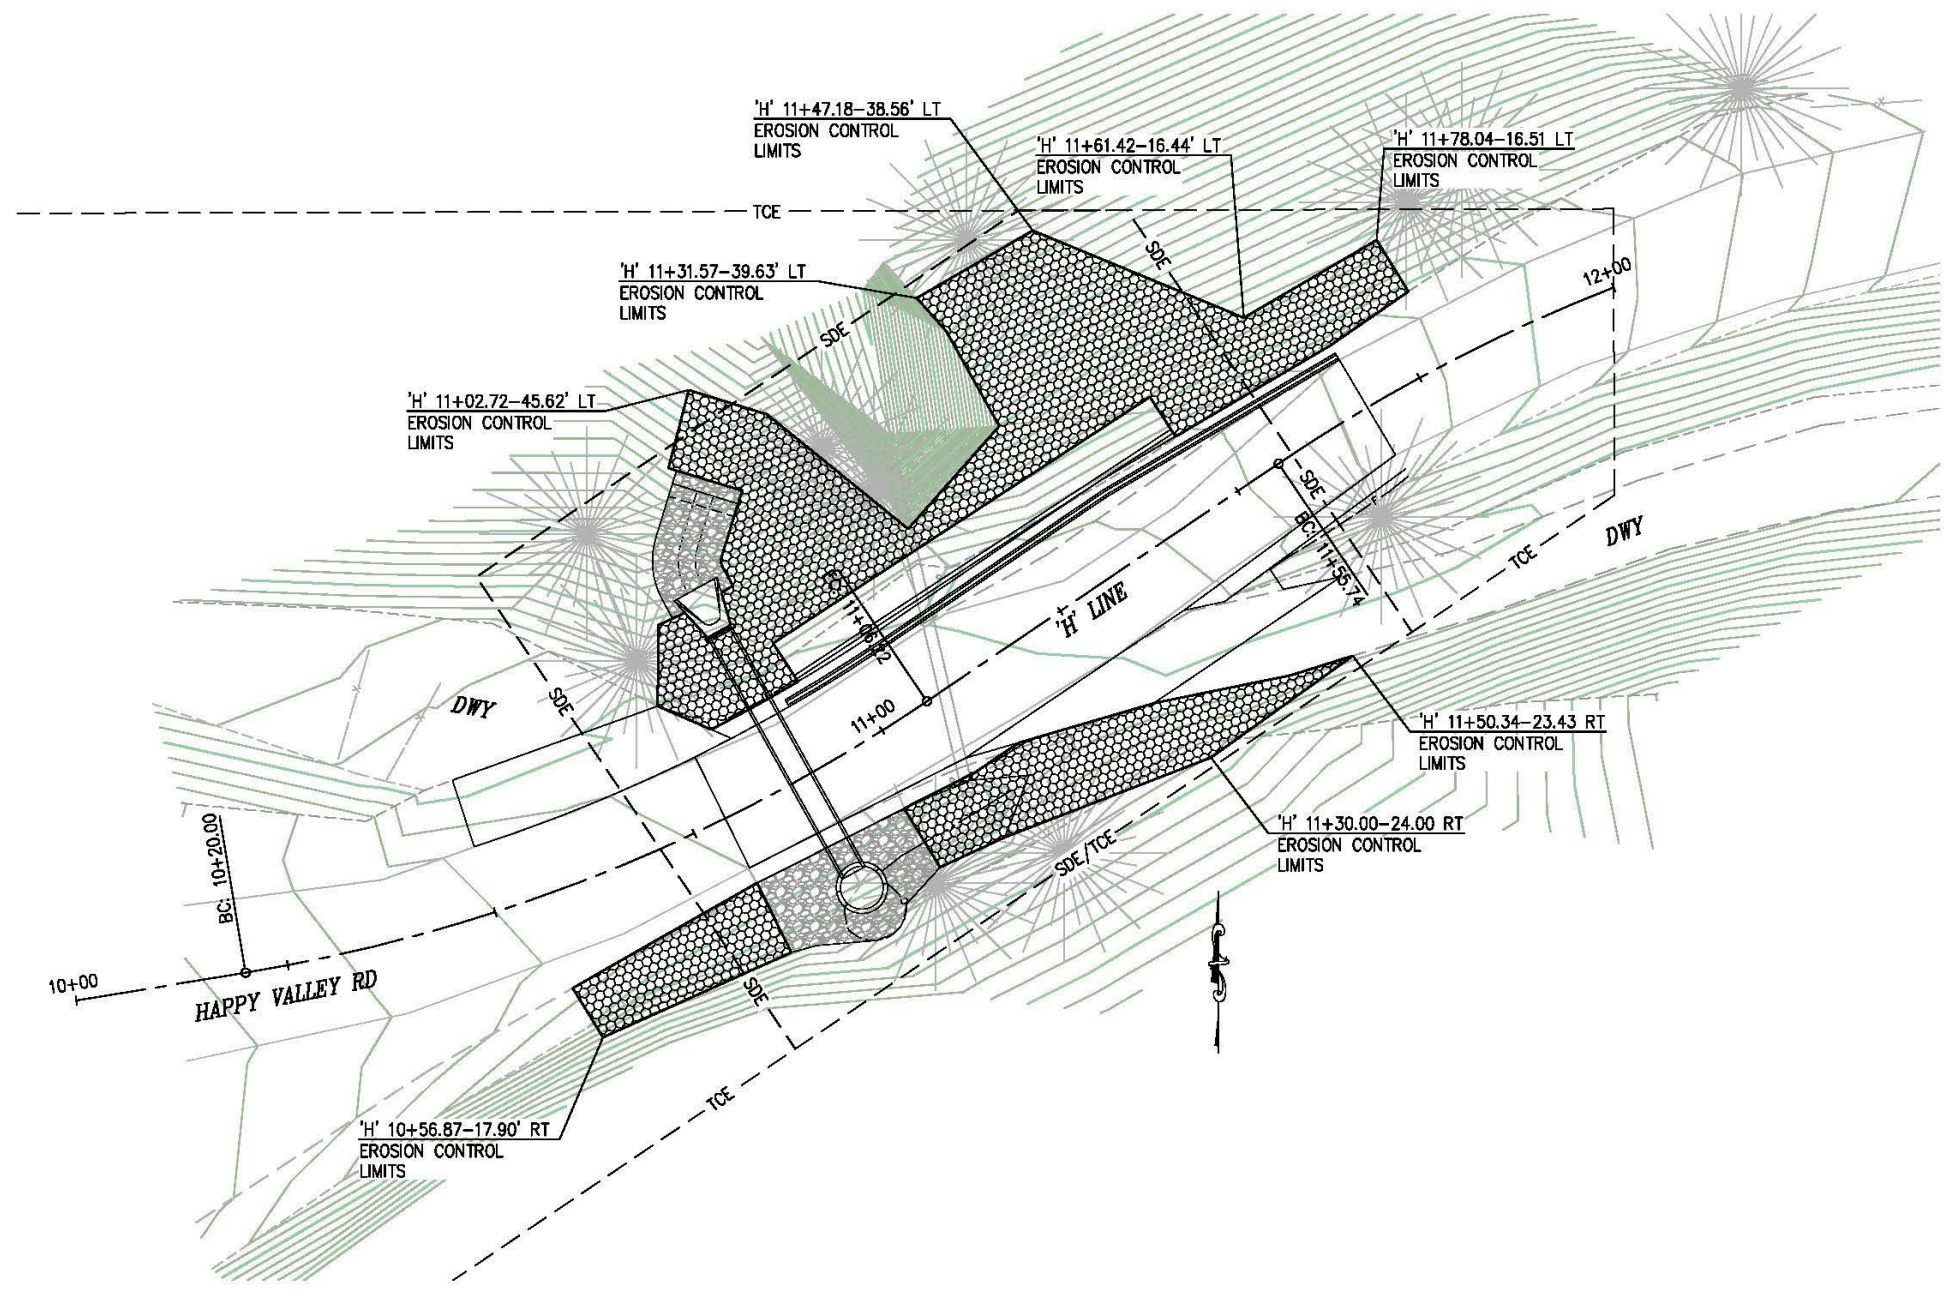 'H' 11+47.18-38.56' LT
EROSION CONTROL
LIMITS
'H' 11+61.42-16.44' LT
EROSION CONTROL
LIMITS
'H' 11+78.04-16.51 LT
EROSION CONTROL
LIMITS
TCE
SDE
'H' 11+31.57-39.63' LT
EROSION CONTROL
LIMITS
12+00
SDE
'H' 11+02.72-45.62' LT
EROSION CONTROL
LIMITS
SDE
BC: 11+55.74
DWY
TCE
EC: 11+06.22
'H' LINE
DWY
SDE
11+00
'H' 11+50.34-23.43 RT
EROSION CONTROL
LIMITS
'H' 11+30.00-24.00 RT
EROSION CONTROL
LIMITS
SDE/TCE
BC: 10+20.00
10+00
HAPPY VALLEY RD
SDE
TCE
'H' 10+56.87-17.90' RT
EROSION CONTROL
LIMITS